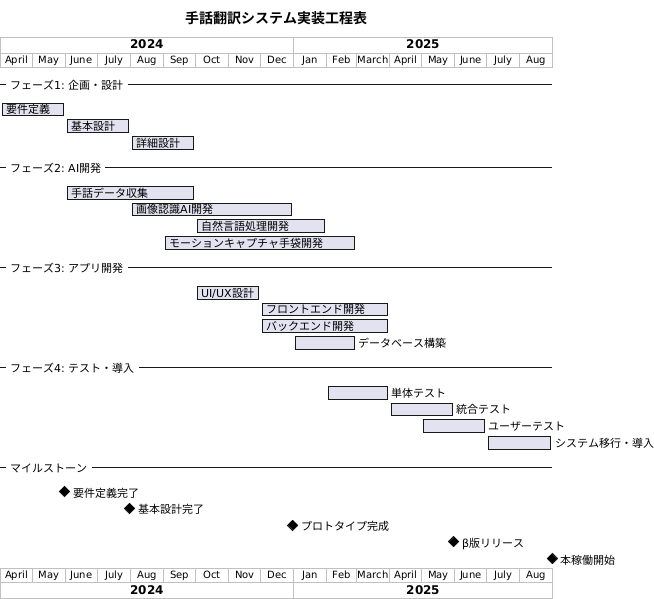 手話翻訳システム実装工程表
2024 2025
April May June July Aug Sep Oct Nov Dec Jan Feb March April May June July Aug
フェーズ1: 企画・設計
要件定義
基本設計
詳細設計
フェーズ2: AI開発
手話データ収集
画像認識AI開発
自然言語処理開発
モーションキャプチャ手袋開発
フェーズ3: アプリ開発
UI/UX設計
フロントエンド開発
バックエンド開発
データベース構築
フェーズ4: テスト・導入
単体テスト
統合テスト
ユーザーテスト
システム移行・導入
マイルストーン
要件定義完了
基本設計完了
プロトタイプ完成
β版リリース
本稼働開始
April May June July Aug Sep Oct Nov Dec Jan Feb March April May June July Aug
2024 2025